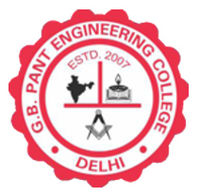 G.B. PANT ENGINEERING COLLEGE
ESTD. 2007
· DELHI ·